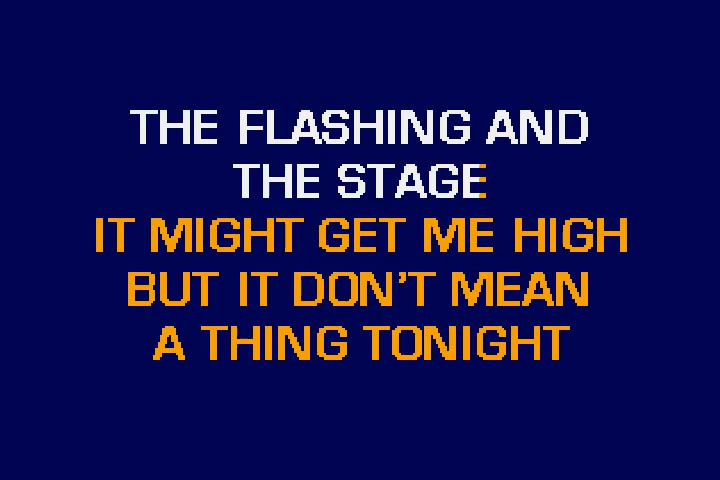 THE FLASHING AND
THE STAGE
IT MIGHT GET ME HIGH
BUT IT DON'T MEAN
A THING TONIGHT